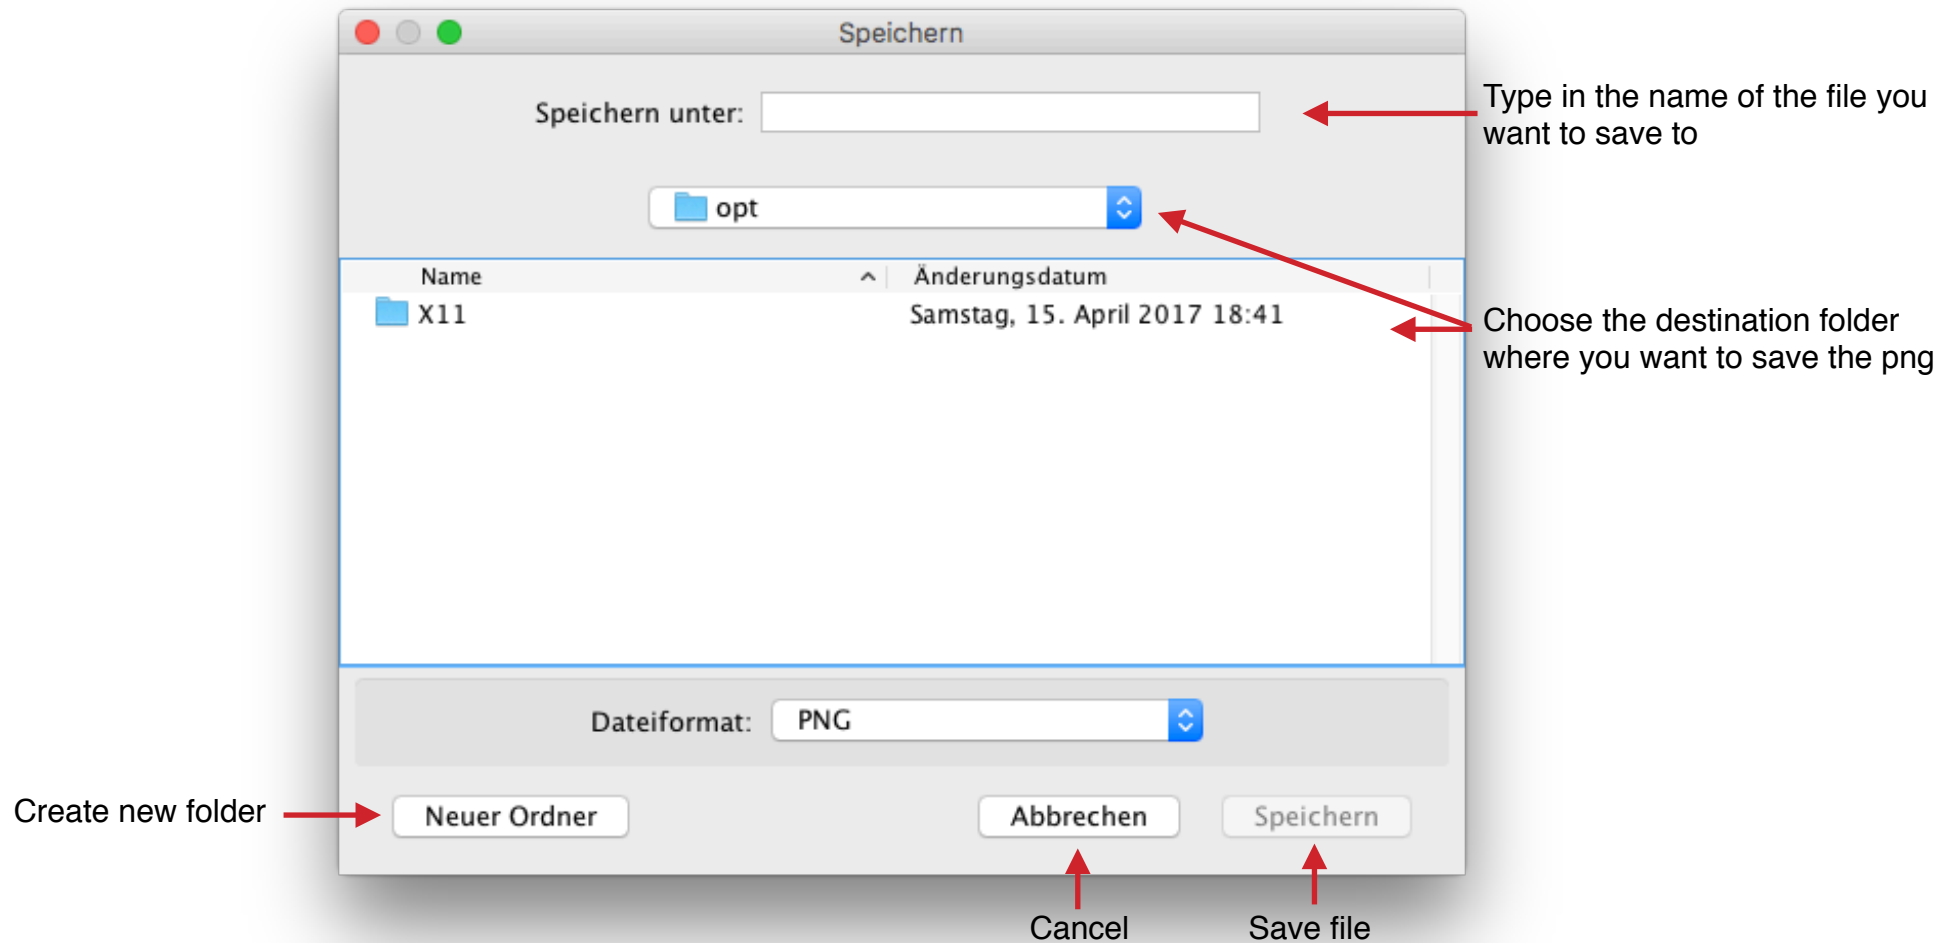 Speichern
Speichern unter:
Type in the name of the file you
want to save to
opt
Name Änderungsdatum
X11 Samstag, 15. April 2017 18:41
Choose the destination folder
where you want to save the png
Dateiformat: PNG
Create new folder
Neuer Ordner Abbrechen Speichern
Cancel Save file